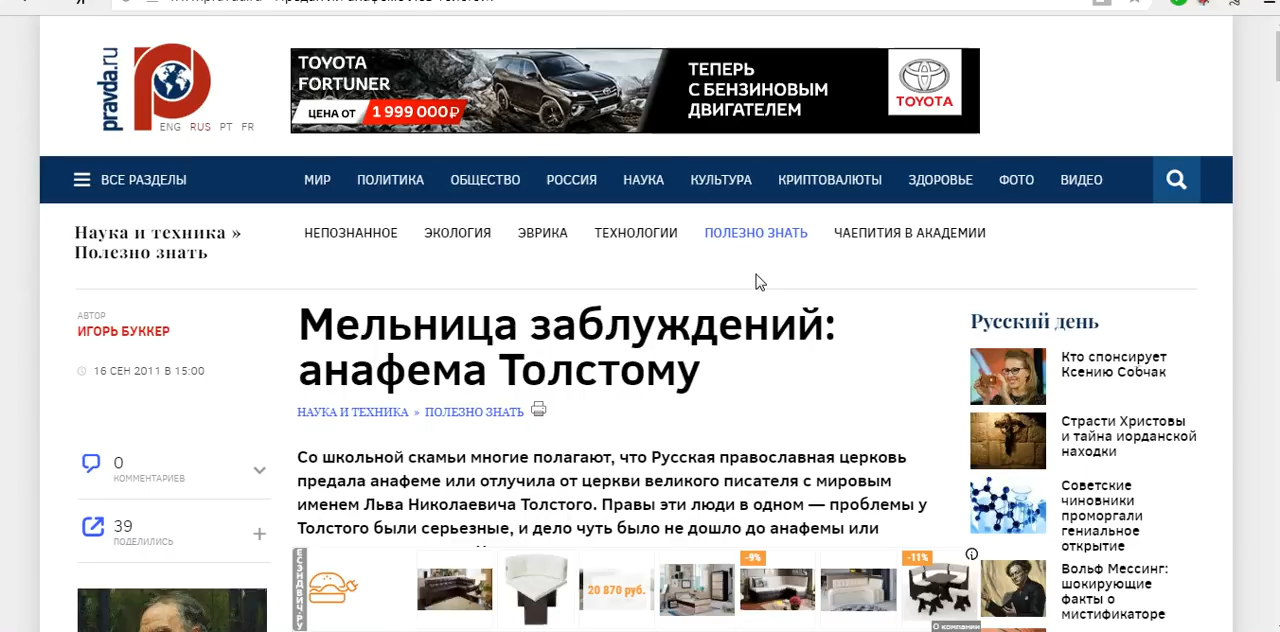 pravda.ru
ENG RUS РТ FR
TOYOTA
FORTUNER
ЦЕНА ОТ 1 999 000₽
ТЕПЕРЬ
С БЕНЗИНОВЫМ
ДВИГАТЕЛЕМ
TOYOTA
ВСЕ РАЗДЕЛЫ
МИР ПОЛИТИКА ОБЩЕСТВО РОССИЯ НАУКА КУЛЬТУРА КРИПТОВАЛЮТЫ ЗДОРОВЬЕ ФОТО ВИДЕО
Наука и техника »
Полезно знать
НЕПОЗНАННОЕ ЭКОЛОГИЯ ЭВРИКА ТЕХНОЛОГИИ ПОЛЕЗНО ЗНАТЬ ЧАЕПИТИЯ В АКАДЕМИИ
АВТОР
ИГОРЬ БУККЕР
16 СЕН 2011 В 15:00
0
КОММЕНТАРИЕВ
39
ПОДЕЛИЛИСЬ
Мельница заблуждений:
анафема Толстому
НАУКА И ТЕХНИКА » ПОЛЕЗНО ЗНАТЬ
Со школьной скамьи многие полагают, что Русская православная церковь
предала анафеме или отлучила от церкви великого писателя с мировым
именем Льва Николаевича Толстого. Правы эти люди в одном — проблемы у
Толстого были серьезные, и дело чуть было не дошло до анафемы или
ЕСЭНДВИЧ.РУ
20 870 руб.
-9%
-11%
О компании
Русский день
Кто спонсирует
Ксению Собчак
Страсти Христовы
и тайна иорданской
находки
Советские
чиновники
проморгали
гениальное
открытие
Вольф Мессинг:
шокирующие
факты о
мистификаторе